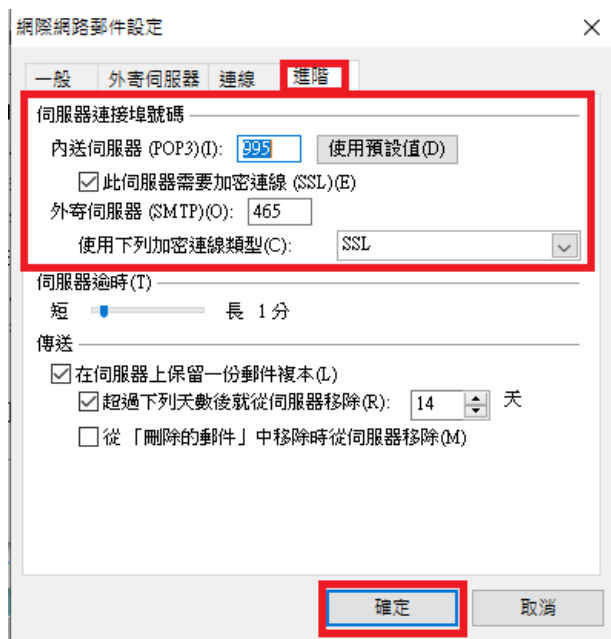 網際網路郵件設定
一般 外寄伺服器 連線 進階
伺服器連接埠號碼
內送伺服器 (POP3)(I): 995 使用預設值(D)
此伺服器需要加密連線 (SSL)(E)
外寄伺服器 (SMTP)(O): 465
使用下列加密連線類型(C): SSL
伺服器逾時(T)
短 長 1分
傳送
在伺服器上保留一份郵件複本(L)
超過下列天數後就從伺服器移除(R): 14 天
從「刪除的郵件」中移除時從伺服器移除(M)
確定 取消